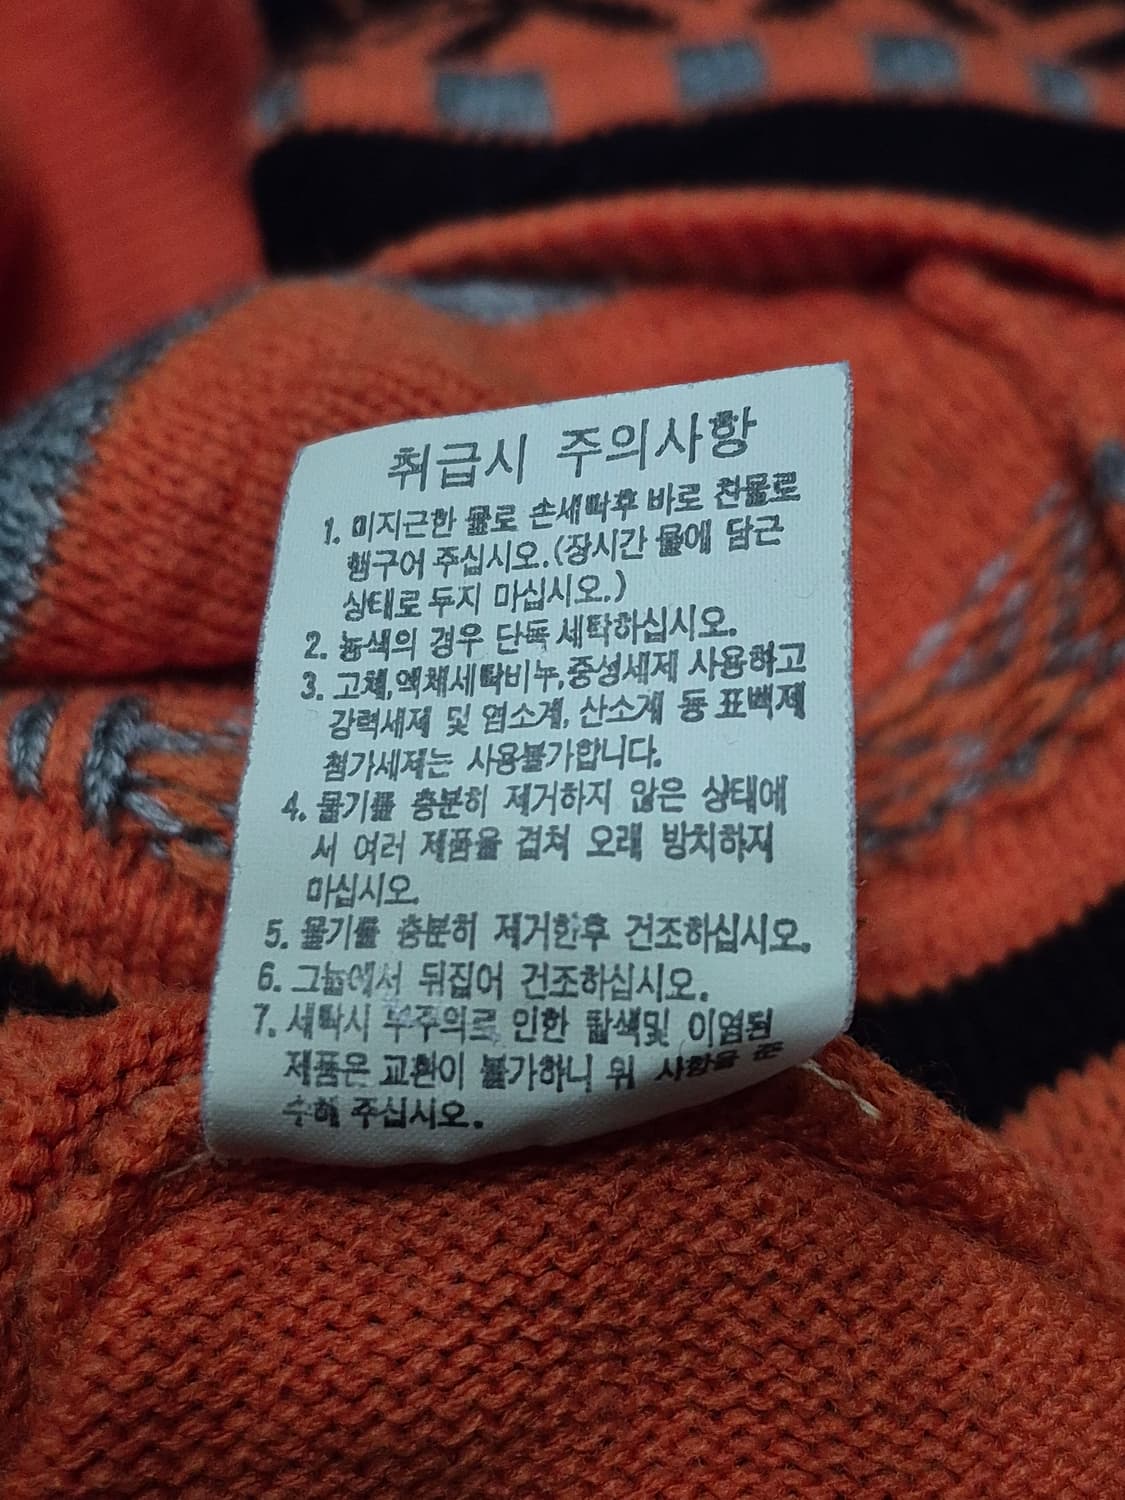 취급시 주의사항
1. 미지근한 물로 손세탁후 바로 찬물로
헹구어 주십시오.(장시간 물에 담근
상태로 두지 마십시오.)
2. 농색의 경우 단독 세탁하십시오.
3. 고체,액체세탁비누,중성세제 사용하고
강력세제 및 염소계, 산소계 등 표백제
첨가세제는 사용불가합니다.
4. 물기를 충분히 제거하지 않은 상태에
서 여러 제품을 겹쳐 오래 방치하지
마십시오.
5. 물기를 충분히 제거한후 건조하십시오.
6. 그늘에서 뒤집어 건조하십시오.
7. 세탁시 부주의로 인한 탈색및 이염된
제품은 교환이 불가하니 위 사항을 준
수해 주십시오.